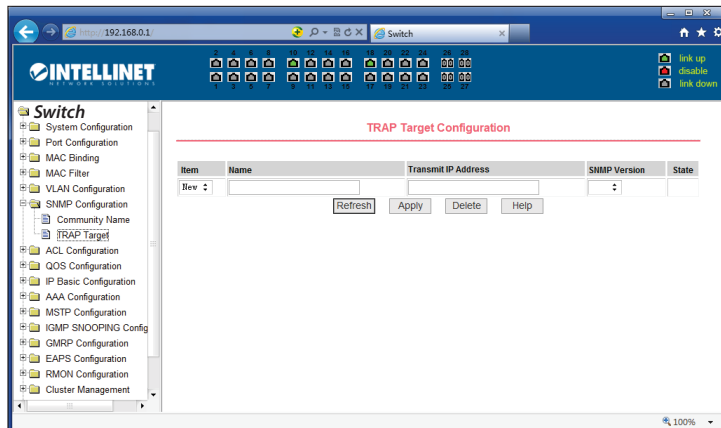 http://192.168.0.1/
Switch
INTELLINET
NETWORK SOLUTIONS
2 4 6 8 10 12 14 16 18 20 22 24 26 28
1 3 5 7 9 11 13 15 17 19 21 23 25 27
link up
disable
link down
Switch
System Configuration
Port Configuration
MAC Binding
MAC Filter
VLAN Configuration
SNMP Configuration
Community Name
TRAP Target
ACL Configuration
QOS Configuration
IP Basic Configuration
AAA Configuration
MSTP Configuration
IGMP SNOOPING Config
GMRP Configuration
EAPS Configuration
RMON Configuration
Cluster Management
TRAP Target Configuration
Item Name Transmit IP Address SNMP Version State
New
Refresh Apply Delete Help
100%